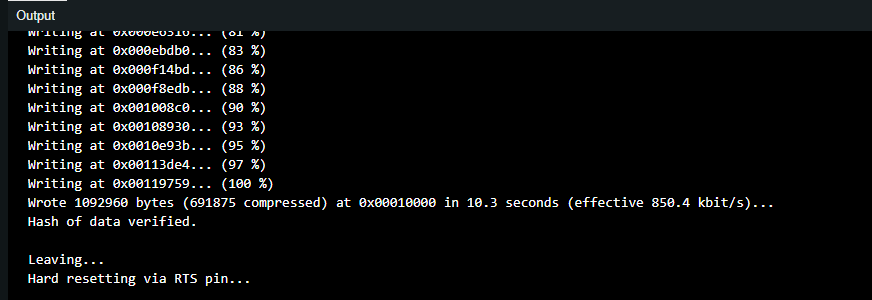 Output
Writing at 0x000e6316... (81 %)
Writing at 0x000ebdb0... (83 %)
Writing at 0x000f14bd... (86 %)
Writing at 0x000f8edb... (88 %)
Writing at 0x001008c0... (90 %)
Writing at 0x00108930... (93 %)
Writing at 0x0010e93b... (95 %)
Writing at 0x00113de4... (97 %)
Writing at 0x00119759... (100 %)
Wrote 1092960 bytes (691875 compressed) at 0x00010000 in 10.3 seconds (effective 850.4 kbit/s)...
Hash of data verified.
Leaving...
Hard resetting via RTS pin...